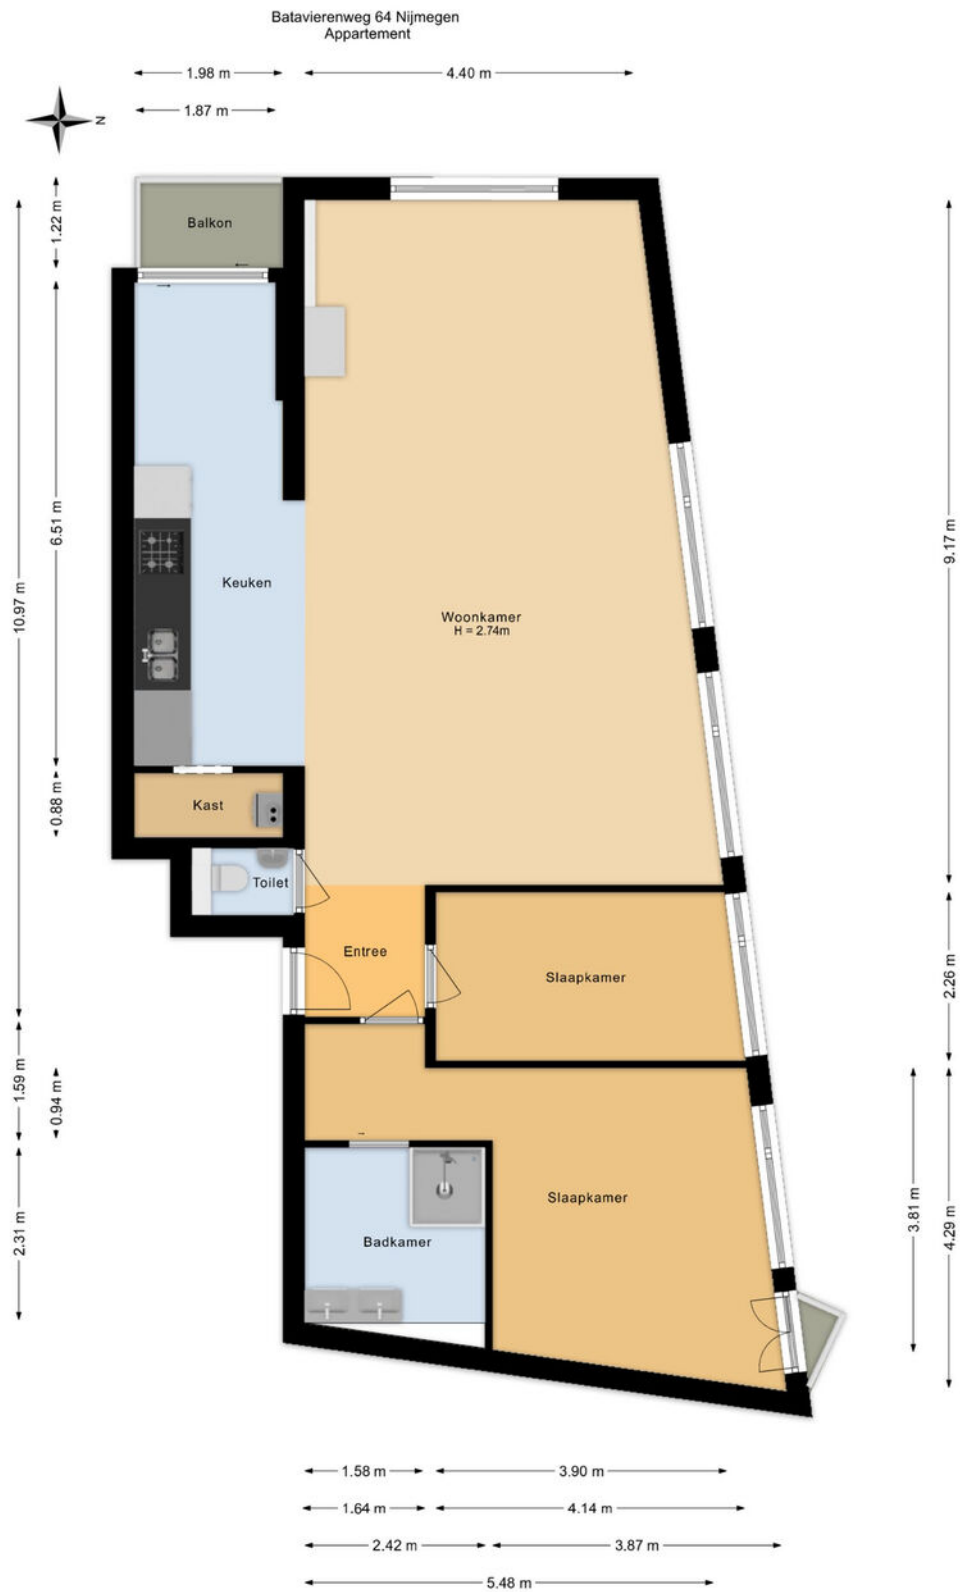 Batavierenweg 64 Nijmegen
Appartement
1.98 m
4.40 m
1.87 m
N
1.22 m
Balkon
6.51 m
10.97 m
9.17 m
Keuken
Woonkamer
H = 2.74m
0.88 m
Kast
Toilet
Entree
Slaapkamer
2.26 m
1.59 m
0.94 m
Slaapkamer
Badkamer
2.31 m
3.81 m
4.29 m
1.58 m
3.90 m
1.64 m
4.14 m
2.42 m
3.87 m
5.48 m